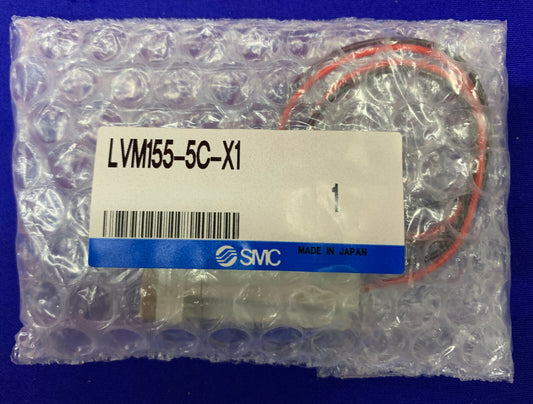 LVM155-5C-X1
1
SMC
MADE IN JAPAN